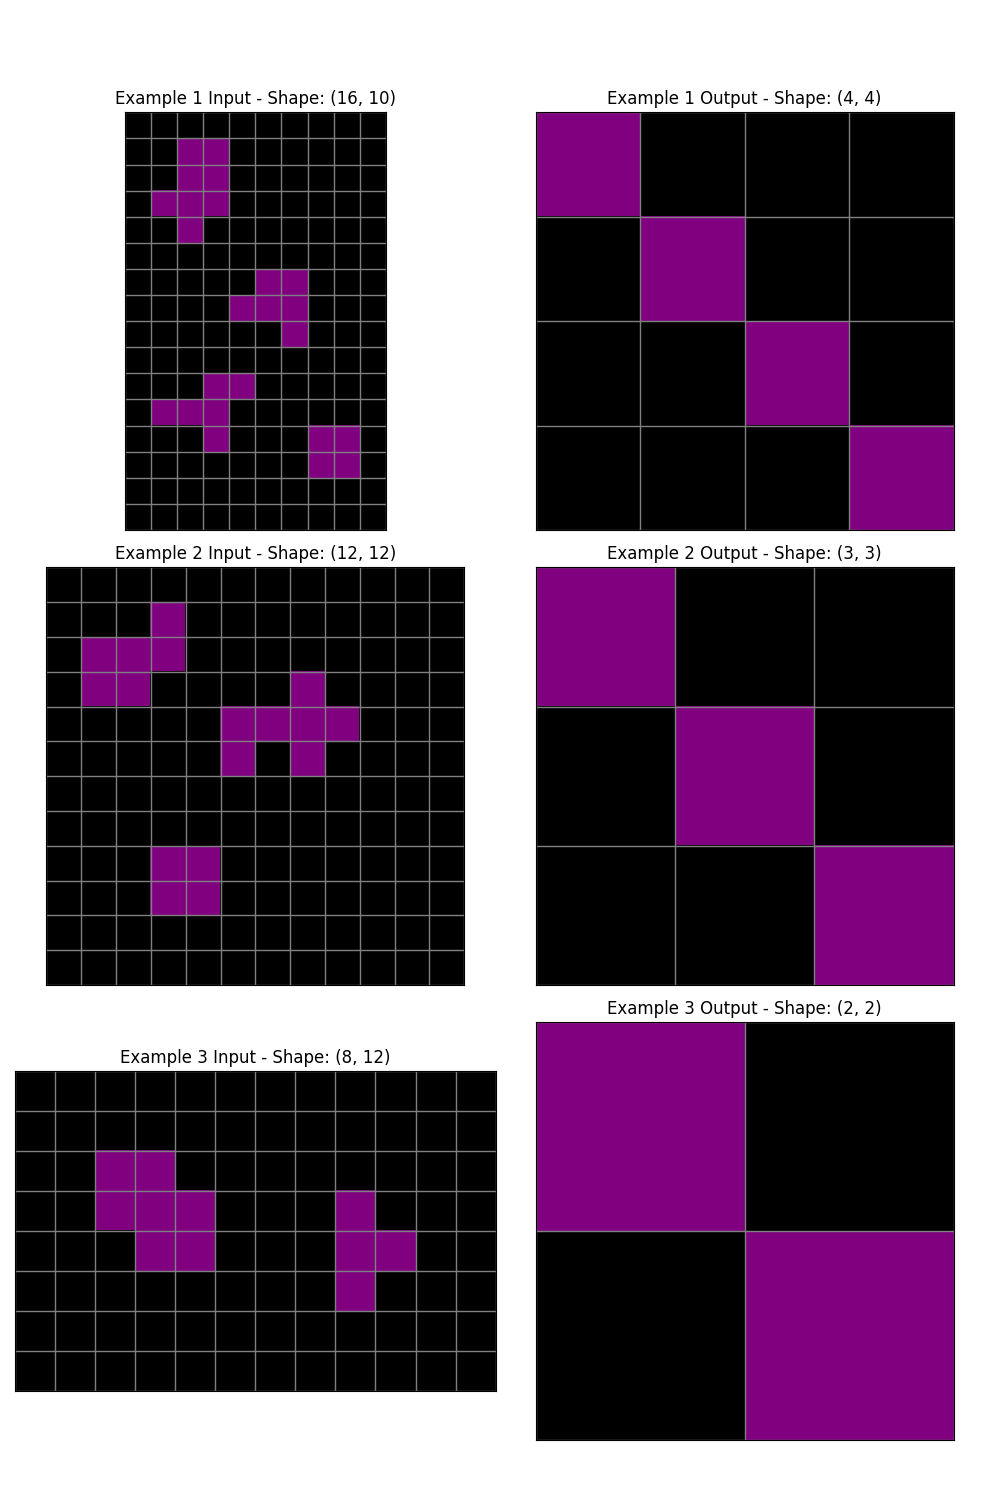 Example 1 Input - Shape: (16, 10)
Example 1 Output - Shape: (4, 4)
Example 2 Input - Shape: (12, 12)
Example 2 Output - Shape: (3, 3)
Example 3 Input - Shape: (8, 12)
Example 3 Output - Shape: (2, 2)